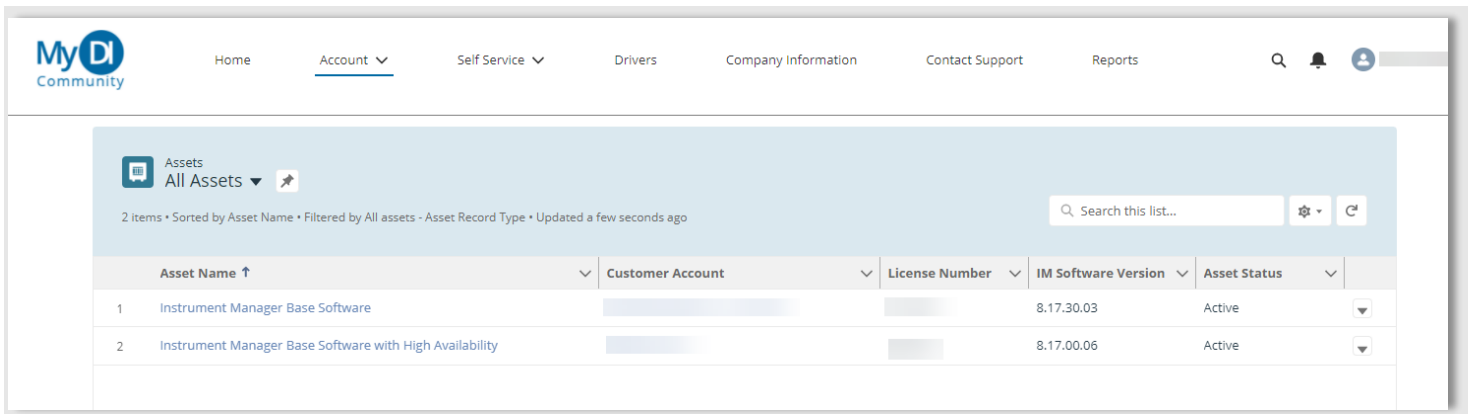 My DI
Community
Home Account Self Service Drivers Company Information Contact Support Reports
Assets
All Assets
2 items • Sorted by Asset Name • Filtered by All assets - Asset Record Type • Updated a few seconds ago
Search this list...
Asset Name ↑ Customer Account License Number IM Software Version Asset Status
1 Instrument Manager Base Software 8.17.30.03 Active
2 Instrument Manager Base Software with High Availability 8.17.00.06 Active